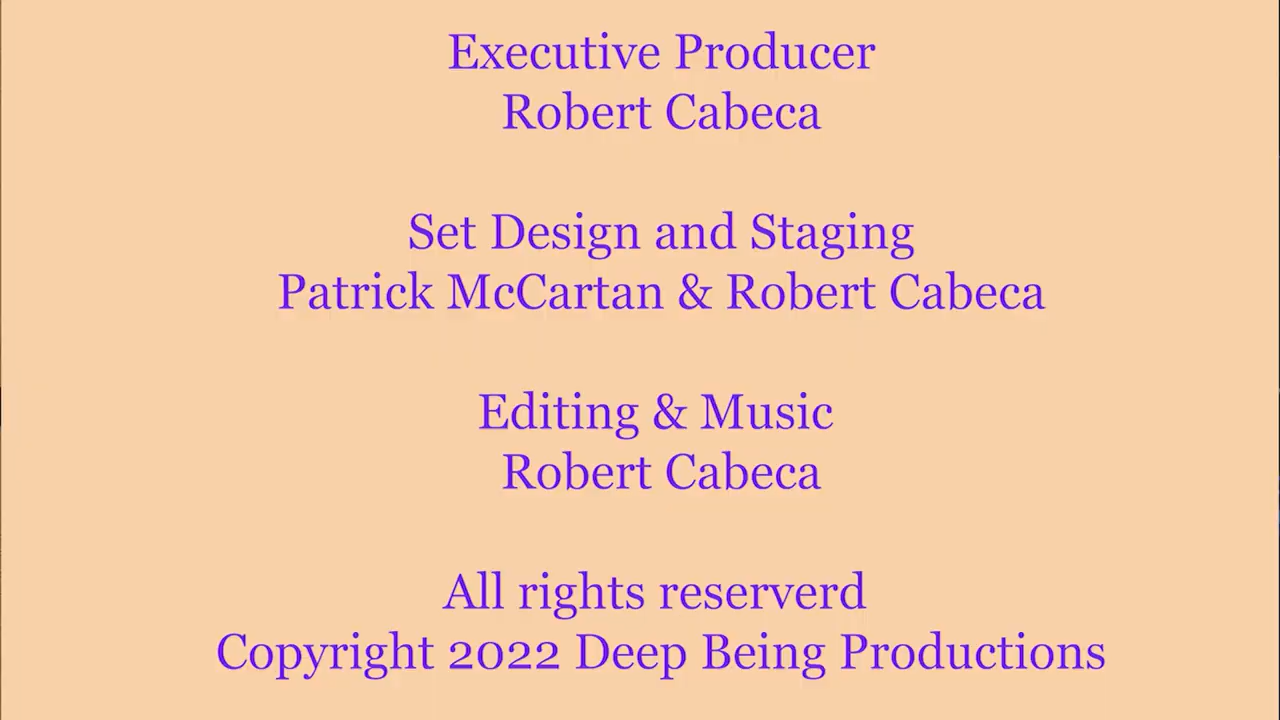 Executive Producer
Robert Cabeca
Set Design and Staging
Patrick McCartan & Robert Cabeca
Editing & Music
Robert Cabeca
All rights reserverd
Copyright 2022 Deep Being Productions